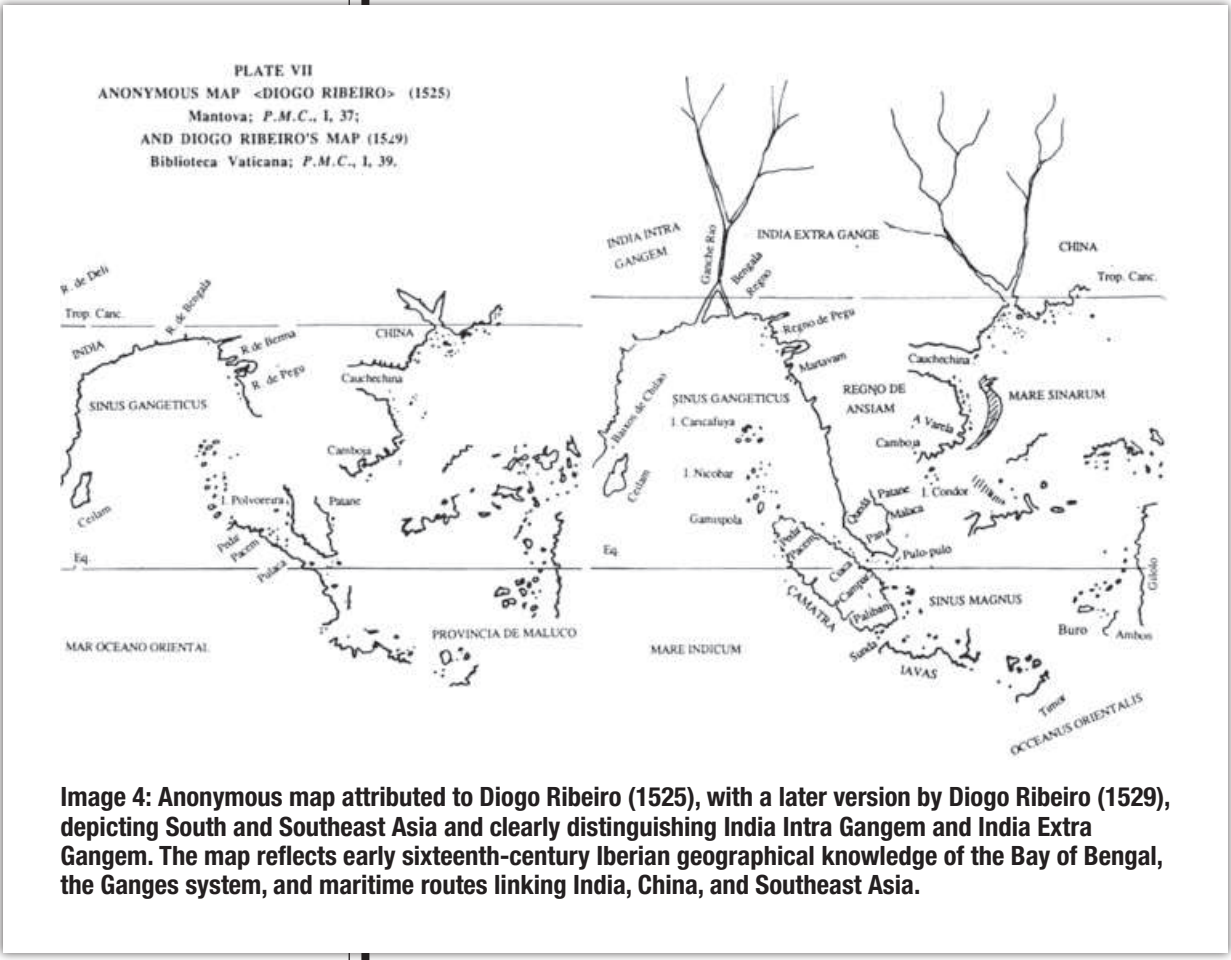 PLATE VII
ANONYMOUS MAP <DIOGO RIBEIRO> (1525)
Mantova; P.M.C., I, 37;
AND DIOGO RIBEIRO'S MAP (1529)
Biblioteca Vaticana; P.M.C., I, 39.
R. de Deli
Trop. Canc.
R. de Bengala
INDIA
R. de Berma
R. de Pegu
CHINA
Cauchechina
SINUS GANGETICUS
Camboja
Ceilam
I. Polvoreira
Patane
Pedir
Pacem
Pulaca
Eq.
MAR OCEANO ORIENTAL
PROVINCIA DE MALUCO
INDIA INTRA
GANGEM
Ganche Rio
INDIA EXTRA GANGE
Bengala
Regno
CHINA
Trop. Canc.
Regno de Pegu
Martavam
Cauchechina
Baixos de Chilao
SINUS GANGETICUS
REGNO DE
ANSIAM
MARE SINARUM
I. Caricafuya
A Varela
Camboja
I. Nicobar
Ceilam
Gamispola
Quedá
Patane
Malaca
I. Condor
Pam
Pulo-pulo
Eq.
Pedir
Pacem
Ciaca
Campar
Paliban
ÇAMATRA
SINUS MAGNUS
Gilolo
Buro
Ambon
MARE INDICUM
Sunda
IAVAS
Timor
OCCEANUS ORIENTALIS
Image 4: Anonymous map attributed to Diogo Ribeiro (1525), with a later version by Diogo Ribeiro (1529),
depicting South and Southeast Asia and clearly distinguishing India Intra Gangem and India Extra
Gangem. The map reflects early sixteenth-century Iberian geographical knowledge of the Bay of Bengal,
the Ganges system, and maritime routes linking India, China, and Southeast Asia.